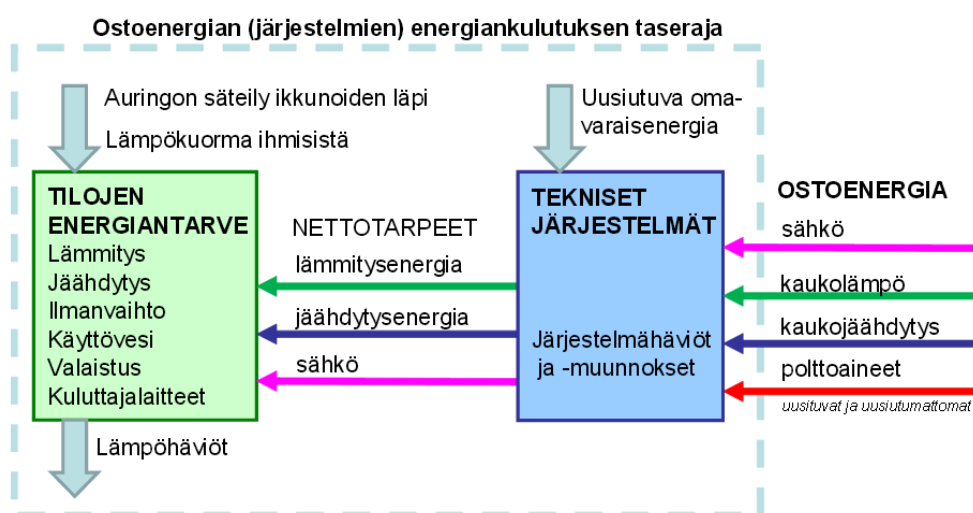 Ostoenergian (järjestelmien) energiankulutuksen taseraja
Auringon säteily ikkunoiden läpi
Lämpökuorma ihmisistä
Uusiutuva oma-
varaisenergia
TILOJEN
ENERGIANTARVE
Lämmitys
Jäähdytys
Ilmanvaihto
Käyttövesi
Valaistus
Kuluttajalaitteet
NETTOTARPEET
lämmitysenergia
jäähdytysenergia
sähkö
TEKNISET
JÄRJESTELMÄT
Järjestelmähäviöt
ja -muunnokset
OSTOENERGIA
sähkö
kaukolämpö
kaukojäähdytys
polttoaineet
uusituvat ja uusiutumattomat
Lämpöhäviöt